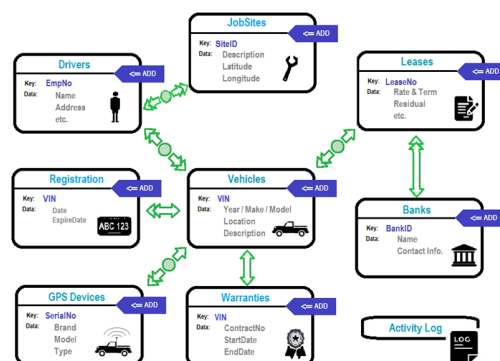 JobSites
<= ADD
Key: SiteID
Data: Description
Latitude
Longitude
Drivers
<= ADD
Key: EmpNo
Data: Name
Address
etc.
Leases
<= ADD
Key: LeaseNo
Data: Rate & Term
Residual
etc.
Registration
<= ADD
Key: VIN
Data: Date
ExpireDate
ABC 123
Vehicles
<= ADD
Key: VIN
Data: Year / Make / Model
Location
Description
Banks
<= ADD
Key: BankID
Data: Name
Contact Info.
GPS Devices
<= ADD
Key: SerialNo
Data: Brand
Model
Type
Warranties
<= ADD
Key: VIN
Data: ContractNo
StartDate
EndDate
Activity Log
LOG